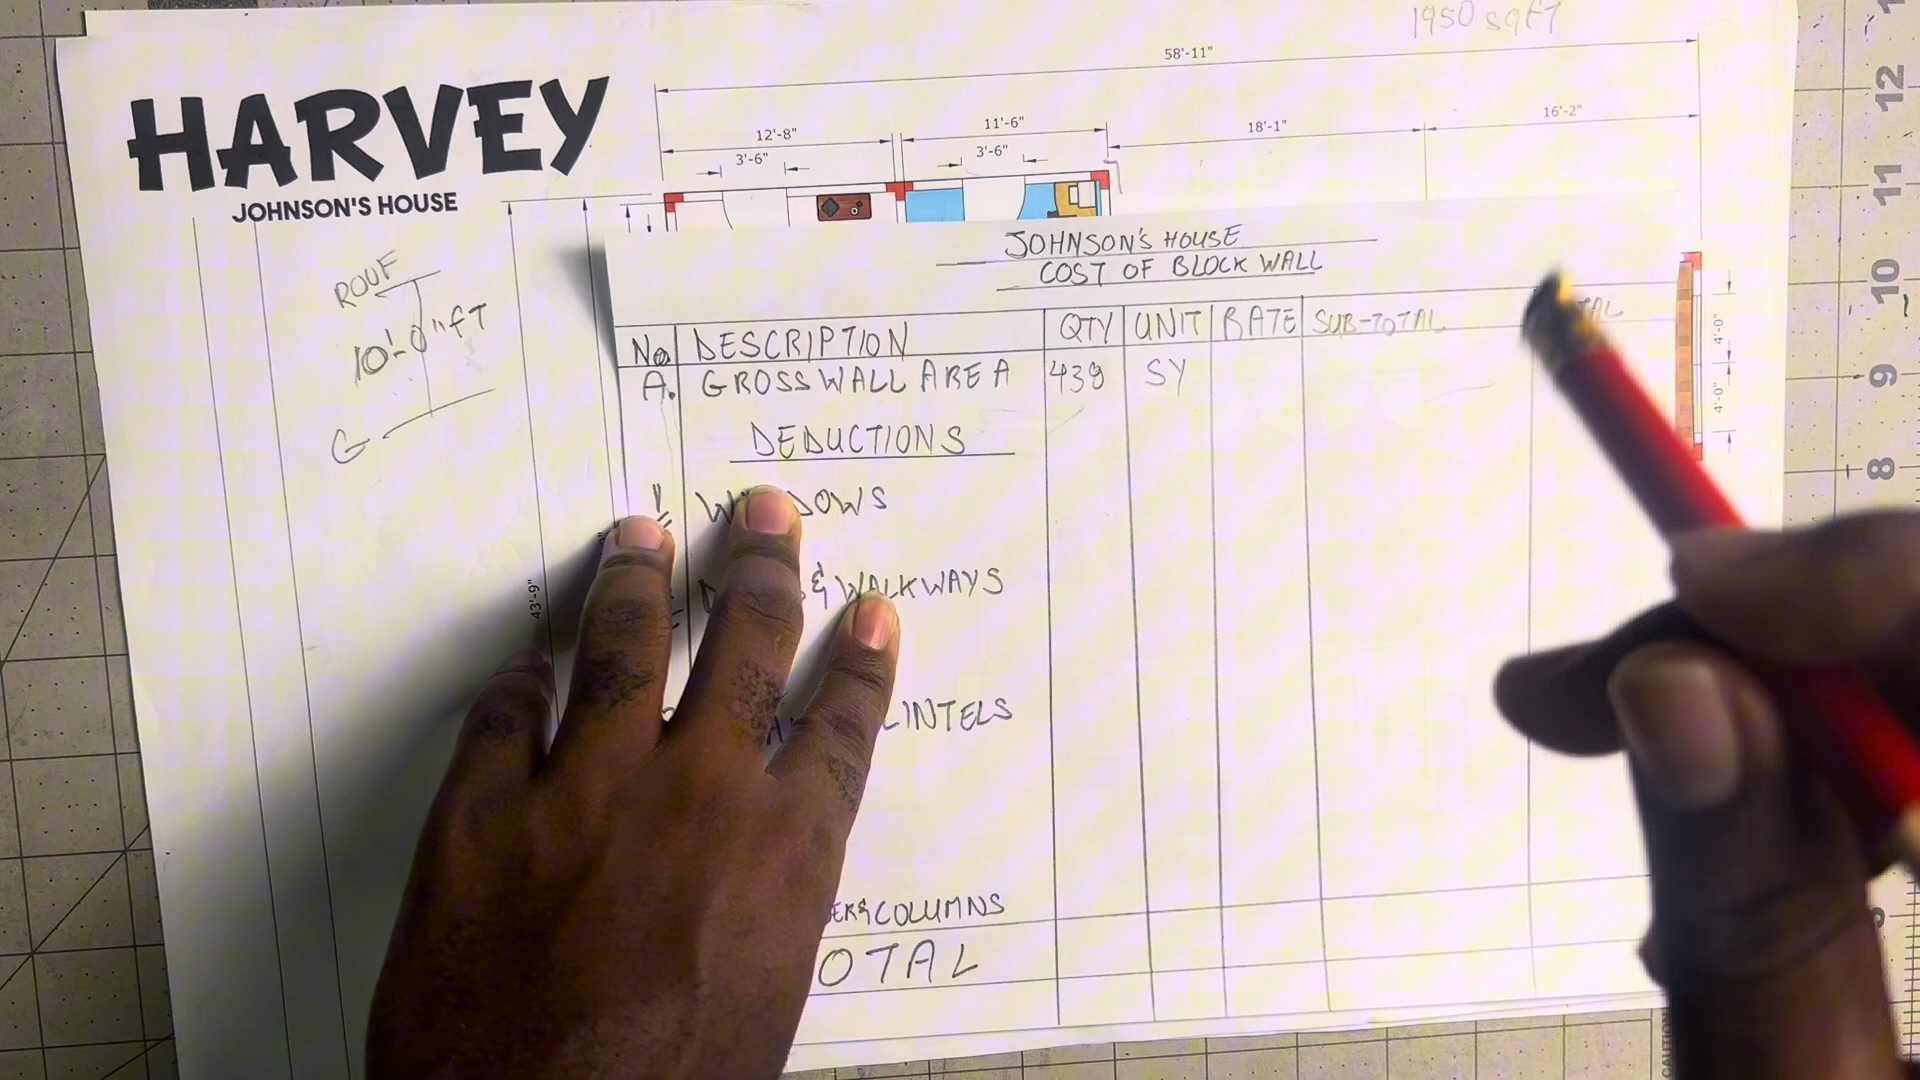 1950 sqft
58'-11"
HARVEY
JOHNSON'S HOUSE
12'-8"
11'-6"
18'-1"
16'-2"
3'-6"
3'-6"
ROOF
10'-0" fT
G
43'-9"
4'-0"
4'-0"
JOHNSON'S HOUSE
COST OF BLOCK WALL
No. DESCRIPTION QTY UNIT RATE SUB-TOTAL
A. GROSS WALL AREA 438 SY
DEDUCTIONS
& WALKWAYS
LINTELS
COLUMNS
12
11
10
9
8